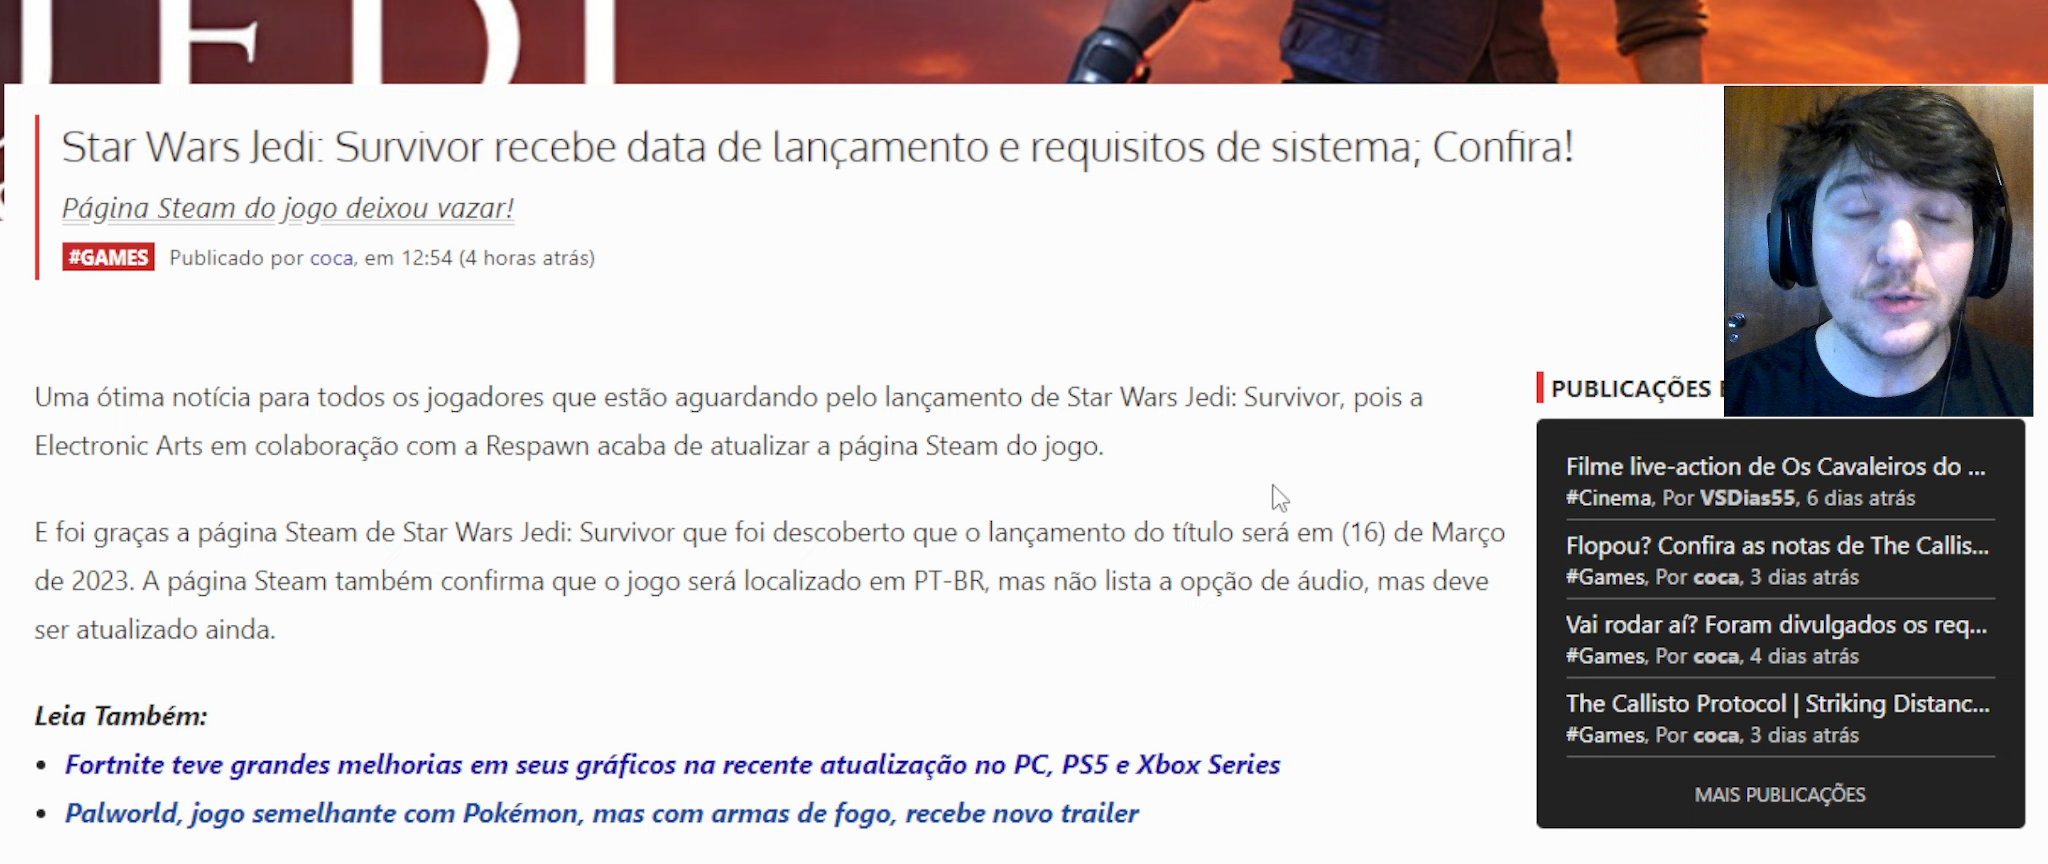 JEDI
Star Wars Jedi: Survivor recebe data de lançamento e requisitos de sistema; Confira!
Página Steam do jogo deixou vazar!
#GAMES Publicado por coca, em 12:54 (4 horas atrás)
Uma ótima notícia para todos os jogadores que estão aguardando pelo lançamento de Star Wars Jedi: Survivor, pois a
Electronic Arts em colaboração com a Respawn acaba de atualizar a página Steam do jogo.
E foi graças a página Steam de Star Wars Jedi: Survivor que foi descoberto que o lançamento do título será em (16) de Março
de 2023. A página Steam também confirma que o jogo será localizado em PT-BR, mas não lista a opção de áudio, mas deve
ser atualizado ainda.
Leia Também:
• Fortnite teve grandes melhorias em seus gráficos na recente atualização no PC, PS5 e Xbox Series
• Palworld, jogo semelhante com Pokémon, mas com armas de fogo, recebe novo trailer
PUBLICAÇÕES
Filme live-action de Os Cavaleiros do ...
#Cinema, Por VSDias55, 6 dias atrás
Flopou? Confira as notas de The Callis...
#Games, Por coca, 3 dias atrás
Vai rodar aí? Foram divulgados os req...
#Games, Por coca, 4 dias atrás
The Callisto Protocol | Striking Distanc...
#Games, Por coca, 3 dias atrás
MAIS PUBLICAÇÕES